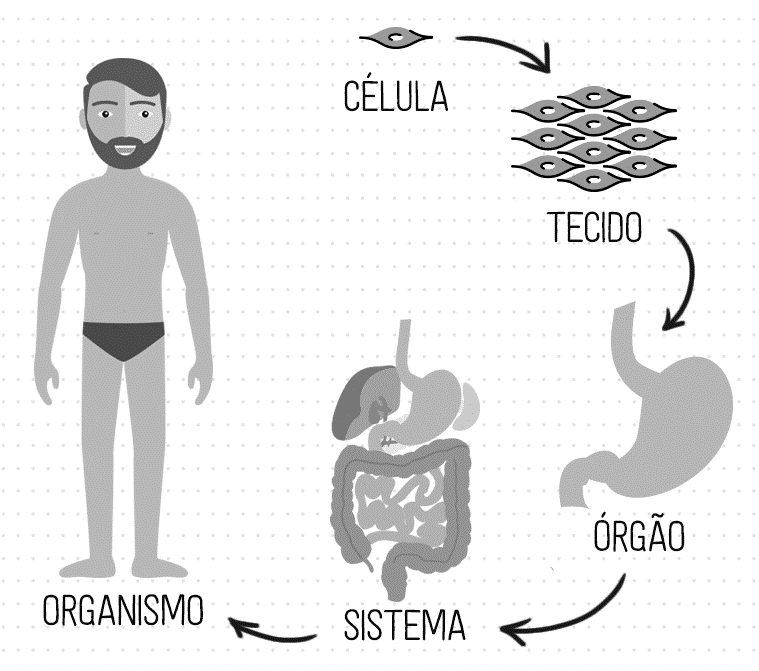 CÉLULA
TECIDO
ÓRGÃO
SISTEMA
ORGANISMO